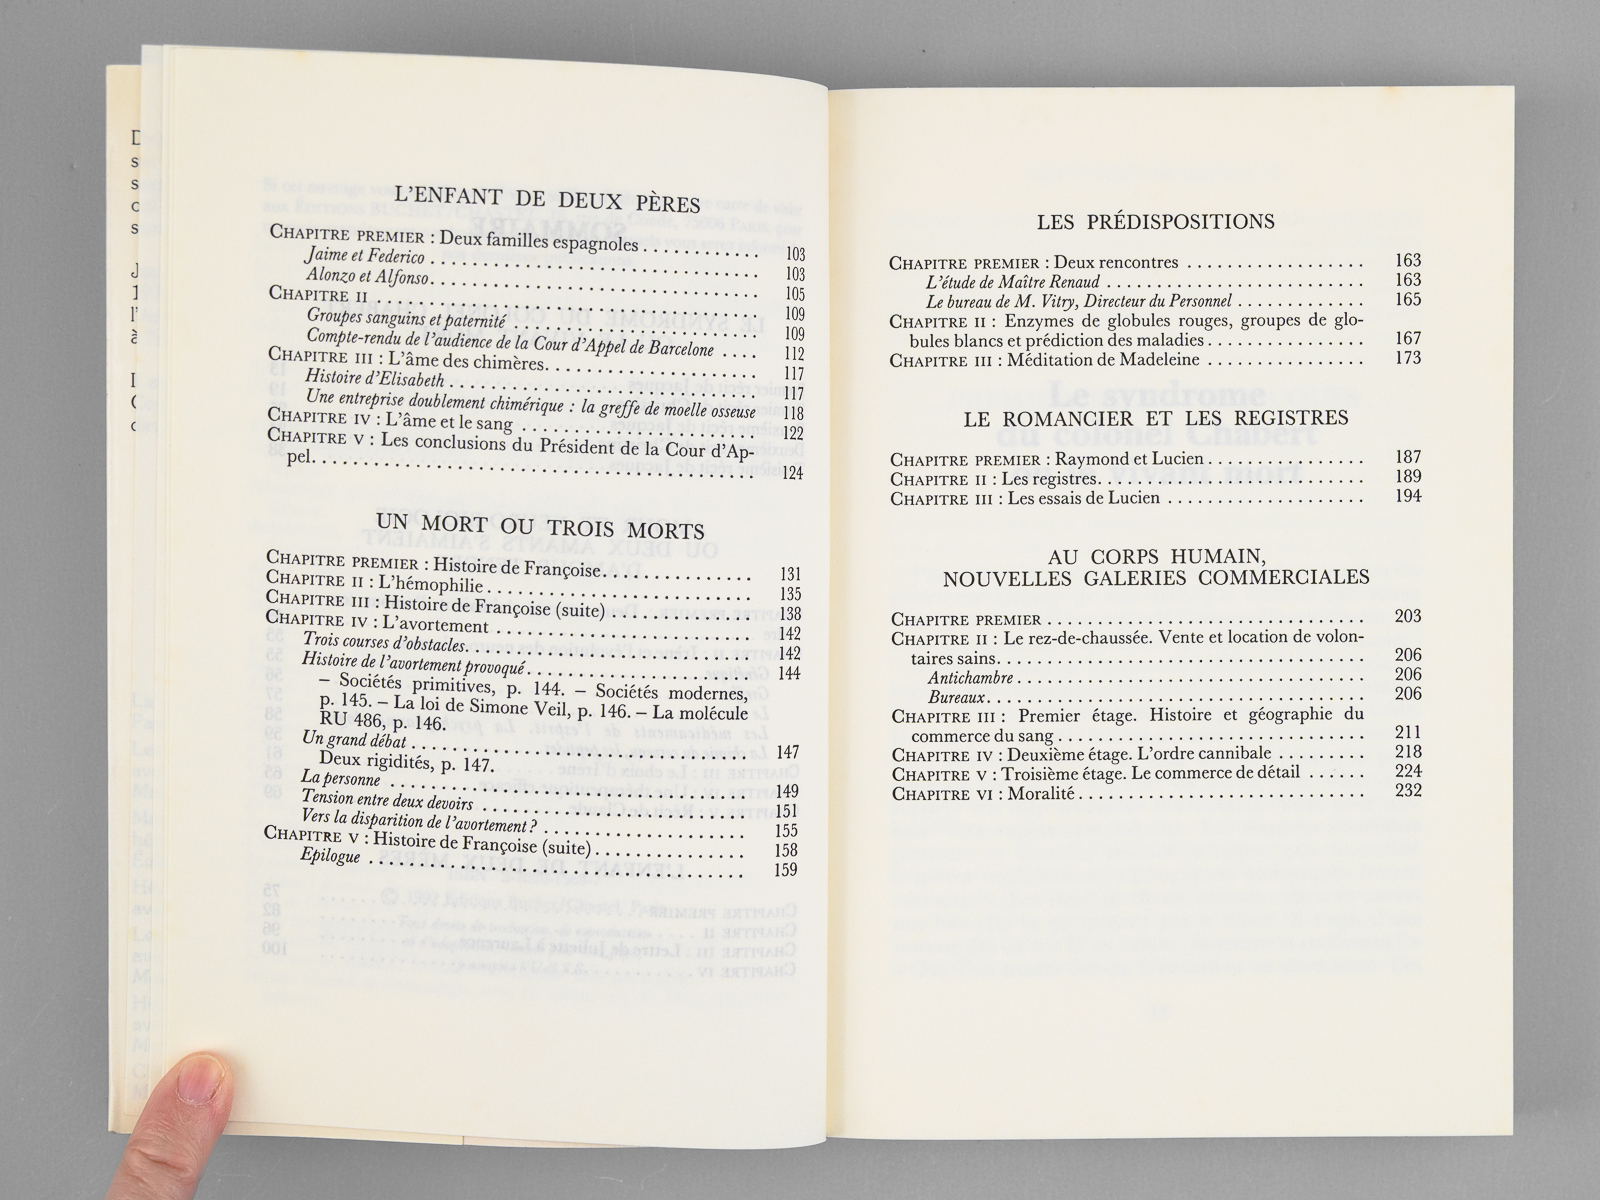 L'ENFANT DE DEUX PÈRES
CHAPITRE PREMIER : Deux familles espagnoles . . . . . . . . . . . 103
Jaime et Federico . . . . . . . . . . . . . . . . . . . . . . . . . . . . . . 103
Alonzo et Alfonso . . . . . . . . . . . . . . . . . . . . . . . . . . . . . . 105
CHAPITRE II . . . . . . . . . . . . . . . . . . . . . . . . . . . . . . . . . . 109
Groupes sanguins et paternité . . . . . . . . . . . . . . . . . . . . . 109
Compte-rendu de l'audience de la Cour d'Appel de Barcelone . . . . 112
CHAPITRE III : L'âme des chimères. . . . . . . . . . . . . . . . . . . 117
Histoire d'Elisabeth . . . . . . . . . . . . . . . . . . . . . . . . . . . . 117
Une entreprise doublement chimérique : la greffe de moelle osseuse 118
CHAPITRE IV : L'âme et le sang . . . . . . . . . . . . . . . . . . . . . 122
CHAPITRE V : Les conclusions du Président de la Cour d'Ap-
pel. . . . . . . . . . . . . . . . . . . . . . . . . . . . . . . . . . . . . . . . 124
UN MORT OU TROIS MORTS
CHAPITRE PREMIER : Histoire de Françoise. . . . . . . . . . . . . . 131
CHAPITRE II : L'hémophilie . . . . . . . . . . . . . . . . . . . . . . . . 135
CHAPITRE III : Histoire de Françoise (suite) . . . . . . . . . . . . . 138
CHAPITRE IV : L'avortement . . . . . . . . . . . . . . . . . . . . . . . 142
Trois courses d'obstacles. . . . . . . . . . . . . . . . . . . . . . . . . . 142
Histoire de l'avortement provoqué . . . . . . . . . . . . . . . . . . . . 144
– Sociétés primitives, p. 144. – Sociétés modernes,
p. 145. – La loi de Simone Veil, p. 146. – La molécule
RU 486, p. 146.
Un grand débat . . . . . . . . . . . . . . . . . . . . . . . . . . . . . . . . 147
Deux rigidités, p. 147.
La personne . . . . . . . . . . . . . . . . . . . . . . . . . . . . . . . . . . 149
Tension entre deux devoirs . . . . . . . . . . . . . . . . . . . . . . . . 151
Vers la disparition de l'avortement ? . . . . . . . . . . . . . . . . . . 155
CHAPITRE V : Histoire de Françoise (suite) . . . . . . . . . . . . . . 158
Epilogue . . . . . . . . . . . . . . . . . . . . . . . . . . . . . . . . . . . . 159
LES PRÉDISPOSITIONS
CHAPITRE PREMIER : Deux rencontres . . . . . . . . . . . . . . . . 163
L'étude de Maître Renaud . . . . . . . . . . . . . . . . . . . . . . . . 163
Le bureau de M. Vitry, Directeur du Personnel . . . . . . . . . . . . 165
CHAPITRE II : Enzymes de globules rouges, groupes de glo-
bules blancs et prédiction des maladies . . . . . . . . . . . . . . . 167
CHAPITRE III : Méditation de Madeleine . . . . . . . . . . . . . . . 173
LE ROMANCIER ET LES REGISTRES
CHAPITRE PREMIER : Raymond et Lucien . . . . . . . . . . . . . . . 187
CHAPITRE II : Les registres. . . . . . . . . . . . . . . . . . . . . . . . 189
CHAPITRE III : Les essais de Lucien . . . . . . . . . . . . . . . . . . 194
AU CORPS HUMAIN,
NOUVELLES GALERIES COMMERCIALES
CHAPITRE PREMIER . . . . . . . . . . . . . . . . . . . . . . . . . . . . . 203
CHAPITRE II : Le rez-de-chaussée. Vente et location de volon-
taires sains. . . . . . . . . . . . . . . . . . . . . . . . . . . . . . . . . . 206
Antichambre . . . . . . . . . . . . . . . . . . . . . . . . . . . . . . . . . 206
Bureaux. . . . . . . . . . . . . . . . . . . . . . . . . . . . . . . . . . . . 206
CHAPITRE III : Premier étage. Histoire et géographie du
commerce du sang . . . . . . . . . . . . . . . . . . . . . . . . . . . . . 211
CHAPITRE IV : Deuxième étage. L'ordre cannibale . . . . . . . . 218
CHAPITRE V : Troisième étage. Le commerce de détail . . . . . . 224
CHAPITRE VI : Moralité . . . . . . . . . . . . . . . . . . . . . . . . . . 232